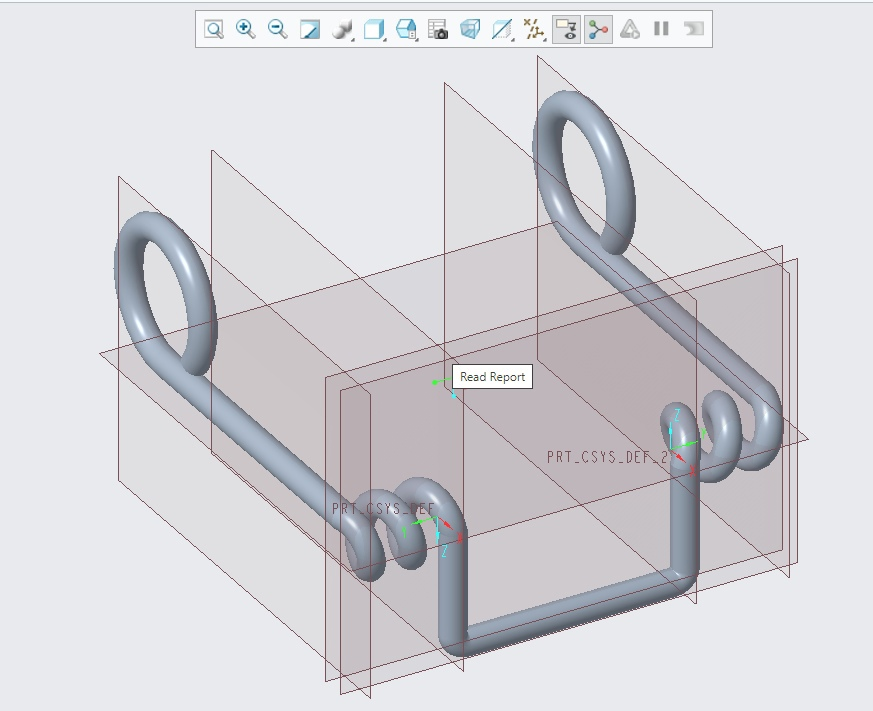 Read Report
Z
Y
PRT_CSYS_DEF_2
X
PRT_CSYS_DEF
Y
X
Z